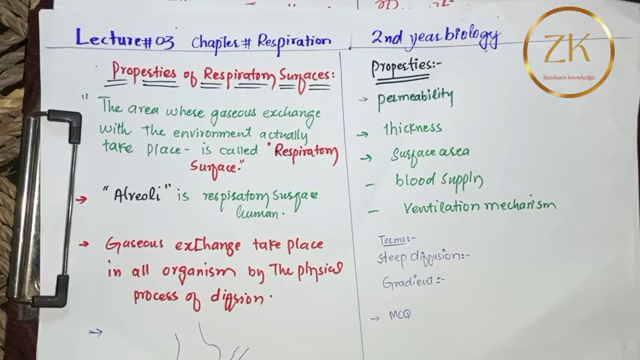 Lecture#03 Chapter# Respiration
Properties of Respiratory Surfaces:
"The area where gaseous exchange
with the environment actually
take place- is called "Respiratory
Surface."
→ "Alveoli" is respiratory surface
human.
→ Gaseous exchange take place
in all organism by The physical
process of diffusion.
→
2nd year biology
Properties:-
→ permeability
→ thickness
→ Surface area
– blood supply
– Ventilation mechanism
Terms:-
steep diffusion:-
Gradient:-
→ MCQ
ZK
Zeeshan's knowledge